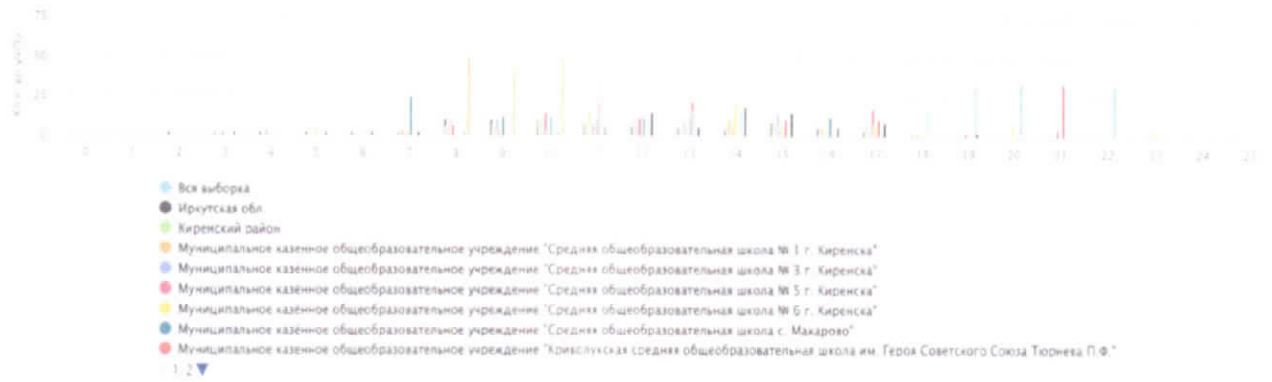 75
50
25
0
0 1 2 3 4 5 6 7 8 9 10 11 12 13 14 15 16 17 18 19 20 21 22 23 24 25
Вся выборка
Иркутская обл.
Киренский район
Муниципальное казенное общеобразовательное учреждение "Средняя общеобразовательная школа № 1 г. Киренска"
Муниципальное казенное общеобразовательное учреждение "Средняя общеобразовательная школа № 3 г. Киренска"
Муниципальное казённое общеобразовательное учреждение "Средняя общеобразовательная школа № 5 г. Киренска"
Муниципальное казённое общеобразовательное учреждение "Средняя общеобразовательная школа № 6 г. Киренска"
Муниципальное казённое общеобразовательное учреждение "Средняя общеобразовательная школа с. Макарово"
Муниципальное казенное общеобразовательное учреждение "Криволукская средняя общеобразовательная школа им. Героя Советского Союза Тюрнева П.Ф."
1/2